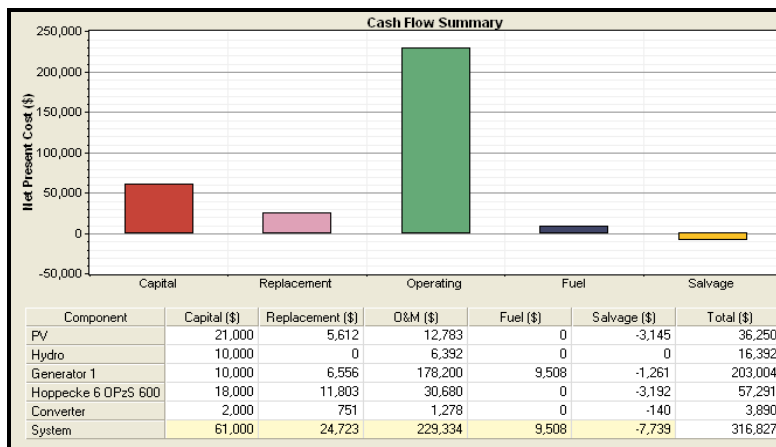 Cash Flow Summary
Net Present Cost ($)
250,000
200,000
150,000
100,000
50,000
0
-50,000
Capital Replacement Operating Fuel Salvage
Component Capital ($) Replacement ($) O&M ($) Fuel ($) Salvage ($) Total ($)
PV 21,000 5,612 12,783 0 -3,145 36,250
Hydro 10,000 0 6,392 0 0 16,392
Generator 1 10,000 6,556 178,200 9,508 -1,261 203,004
Hoppecke 6 OPzS 600 18,000 11,803 30,680 0 -3,192 57,291
Converter 2,000 751 1,278 0 -140 3,890
System 61,000 24,723 229,334 9,508 -7,739 316,827